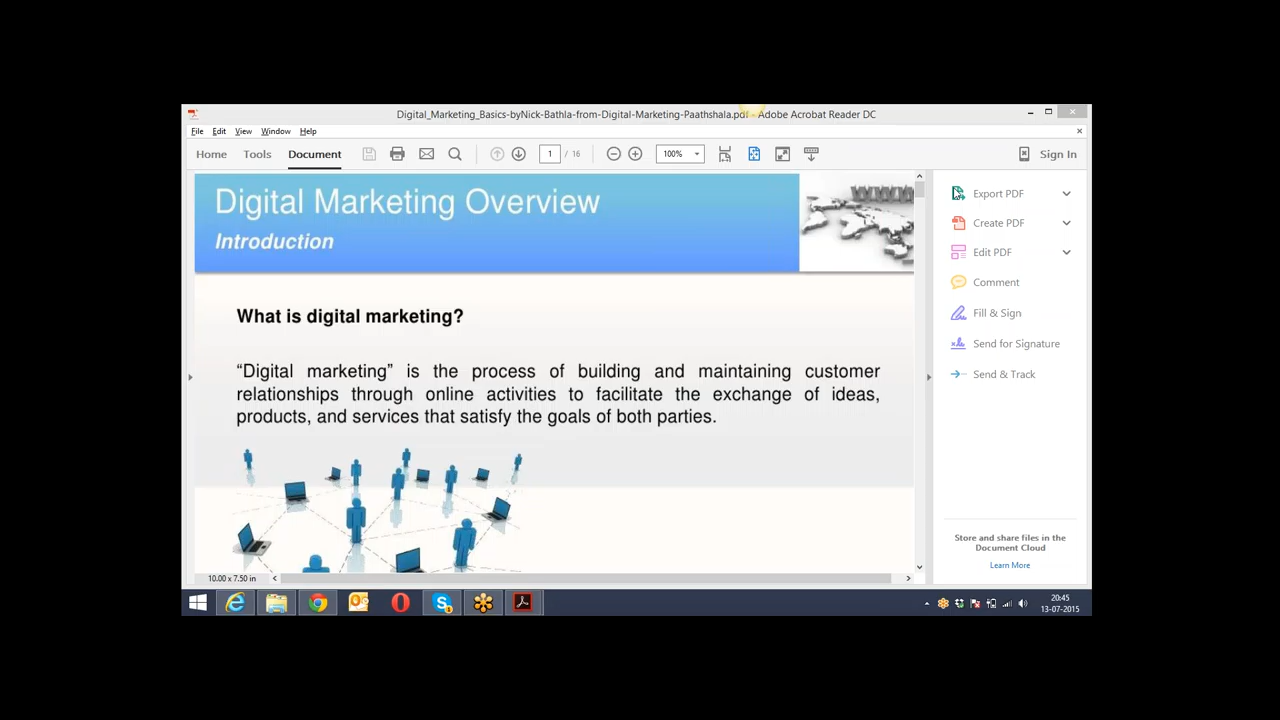 Digital_Marketing_Basics-byNick-Bathla-from-Digital-Marketing-Paathshala.pdf - Adobe Acrobat Reader DC
File Edit View Window Help
Home Tools Document 1 / 16 100% Sign In
Digital Marketing Overview
Introduction
WWW
What is digital marketing?
“Digital marketing” is the process of building and maintaining customer
relationships through online activities to facilitate the exchange of ideas,
products, and services that satisfy the goals of both parties.
Export PDF
Create PDF
Edit PDF
Comment
Fill & Sign
Send for Signature
Send & Track
Store and share files in the
Document Cloud
Learn More
10.00 x 7.50 in
20:45
13-07-2015